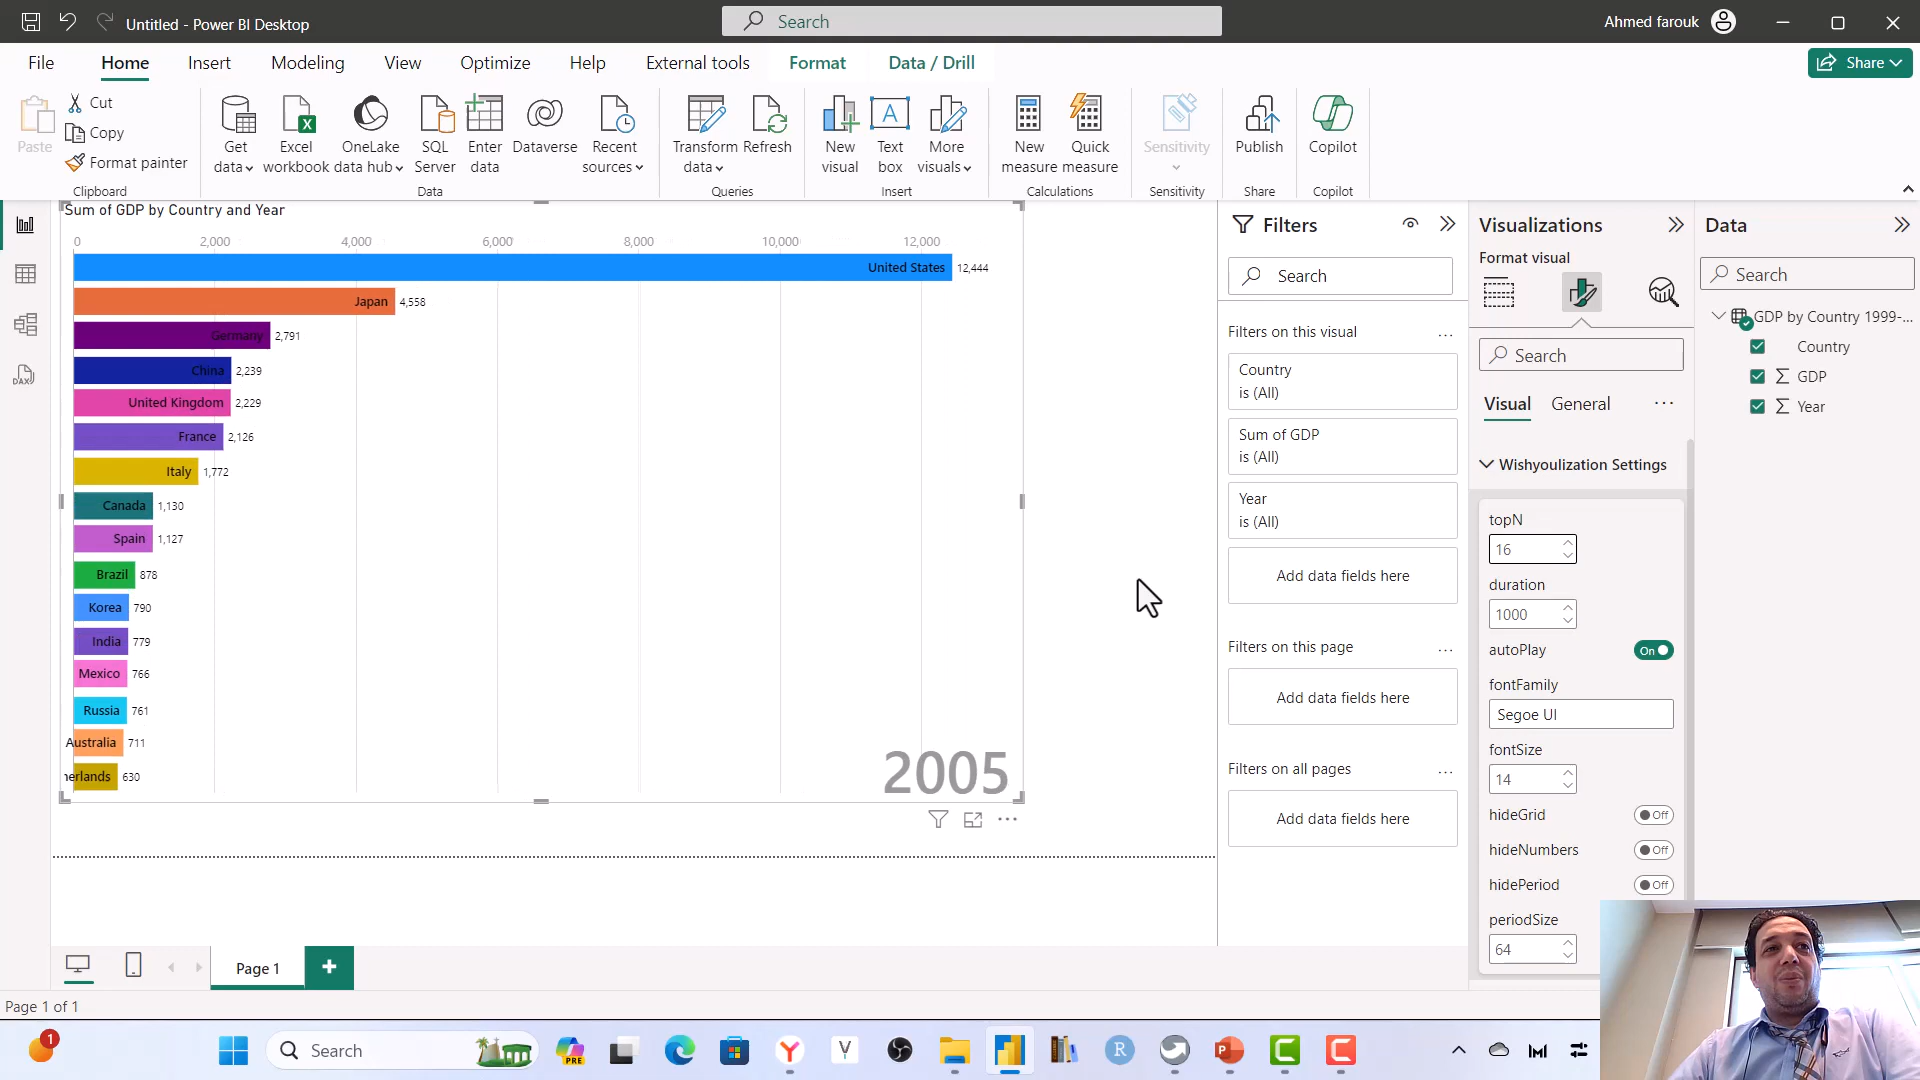 Untitled - Power BI Desktop
Search
Ahmed farouk
File
Home
Insert
Modeling
View
Optimize
Help
External tools
Format
Data / Drill
Share
Paste
Cut
Copy
Format painter
Clipboard
Get data
Excel workbook
OneLake data hub
SQL Server
Enter data
Dataverse
Recent sources
Data
Transform data
Refresh
Queries
New visual
Text box
More visuals
Insert
New measure
Quick measure
Calculations
Sensitivity
Sensitivity
Publish
Share
Copilot
Copilot
Sum of GDP by Country and Year
0 2,000 4,000 6,000 8,000 10,000 12,000
United States 12,444
Japan 4,558
Germany 2,791
China 2,239
United Kingdom 2,229
France 2,126
Italy 1,772
Canada 1,130
Spain 1,127
Brazil 878
Korea 790
India 779
Mexico 766
Russia 761
Australia 711
herlands 630
2005
Filters
Search
Filters on this visual
Country
is (All)
Sum of GDP
is (All)
Year
is (All)
Add data fields here
Filters on this page
Add data fields here
Filters on all pages
Add data fields here
Visualizations
Format visual
Search
Visual
General
Wishyoulization Settings
topN
16
duration
1000
autoPlay
On
fontFamily
Segoe UI
fontSize
14
hideGrid
Off
hideNumbers
Off
hidePeriod
Off
periodSize
64
Data
Search
GDP by Country 1999-...
Country
GDP
Year
Page 1
Page 1 of 1
1
Search
PRE